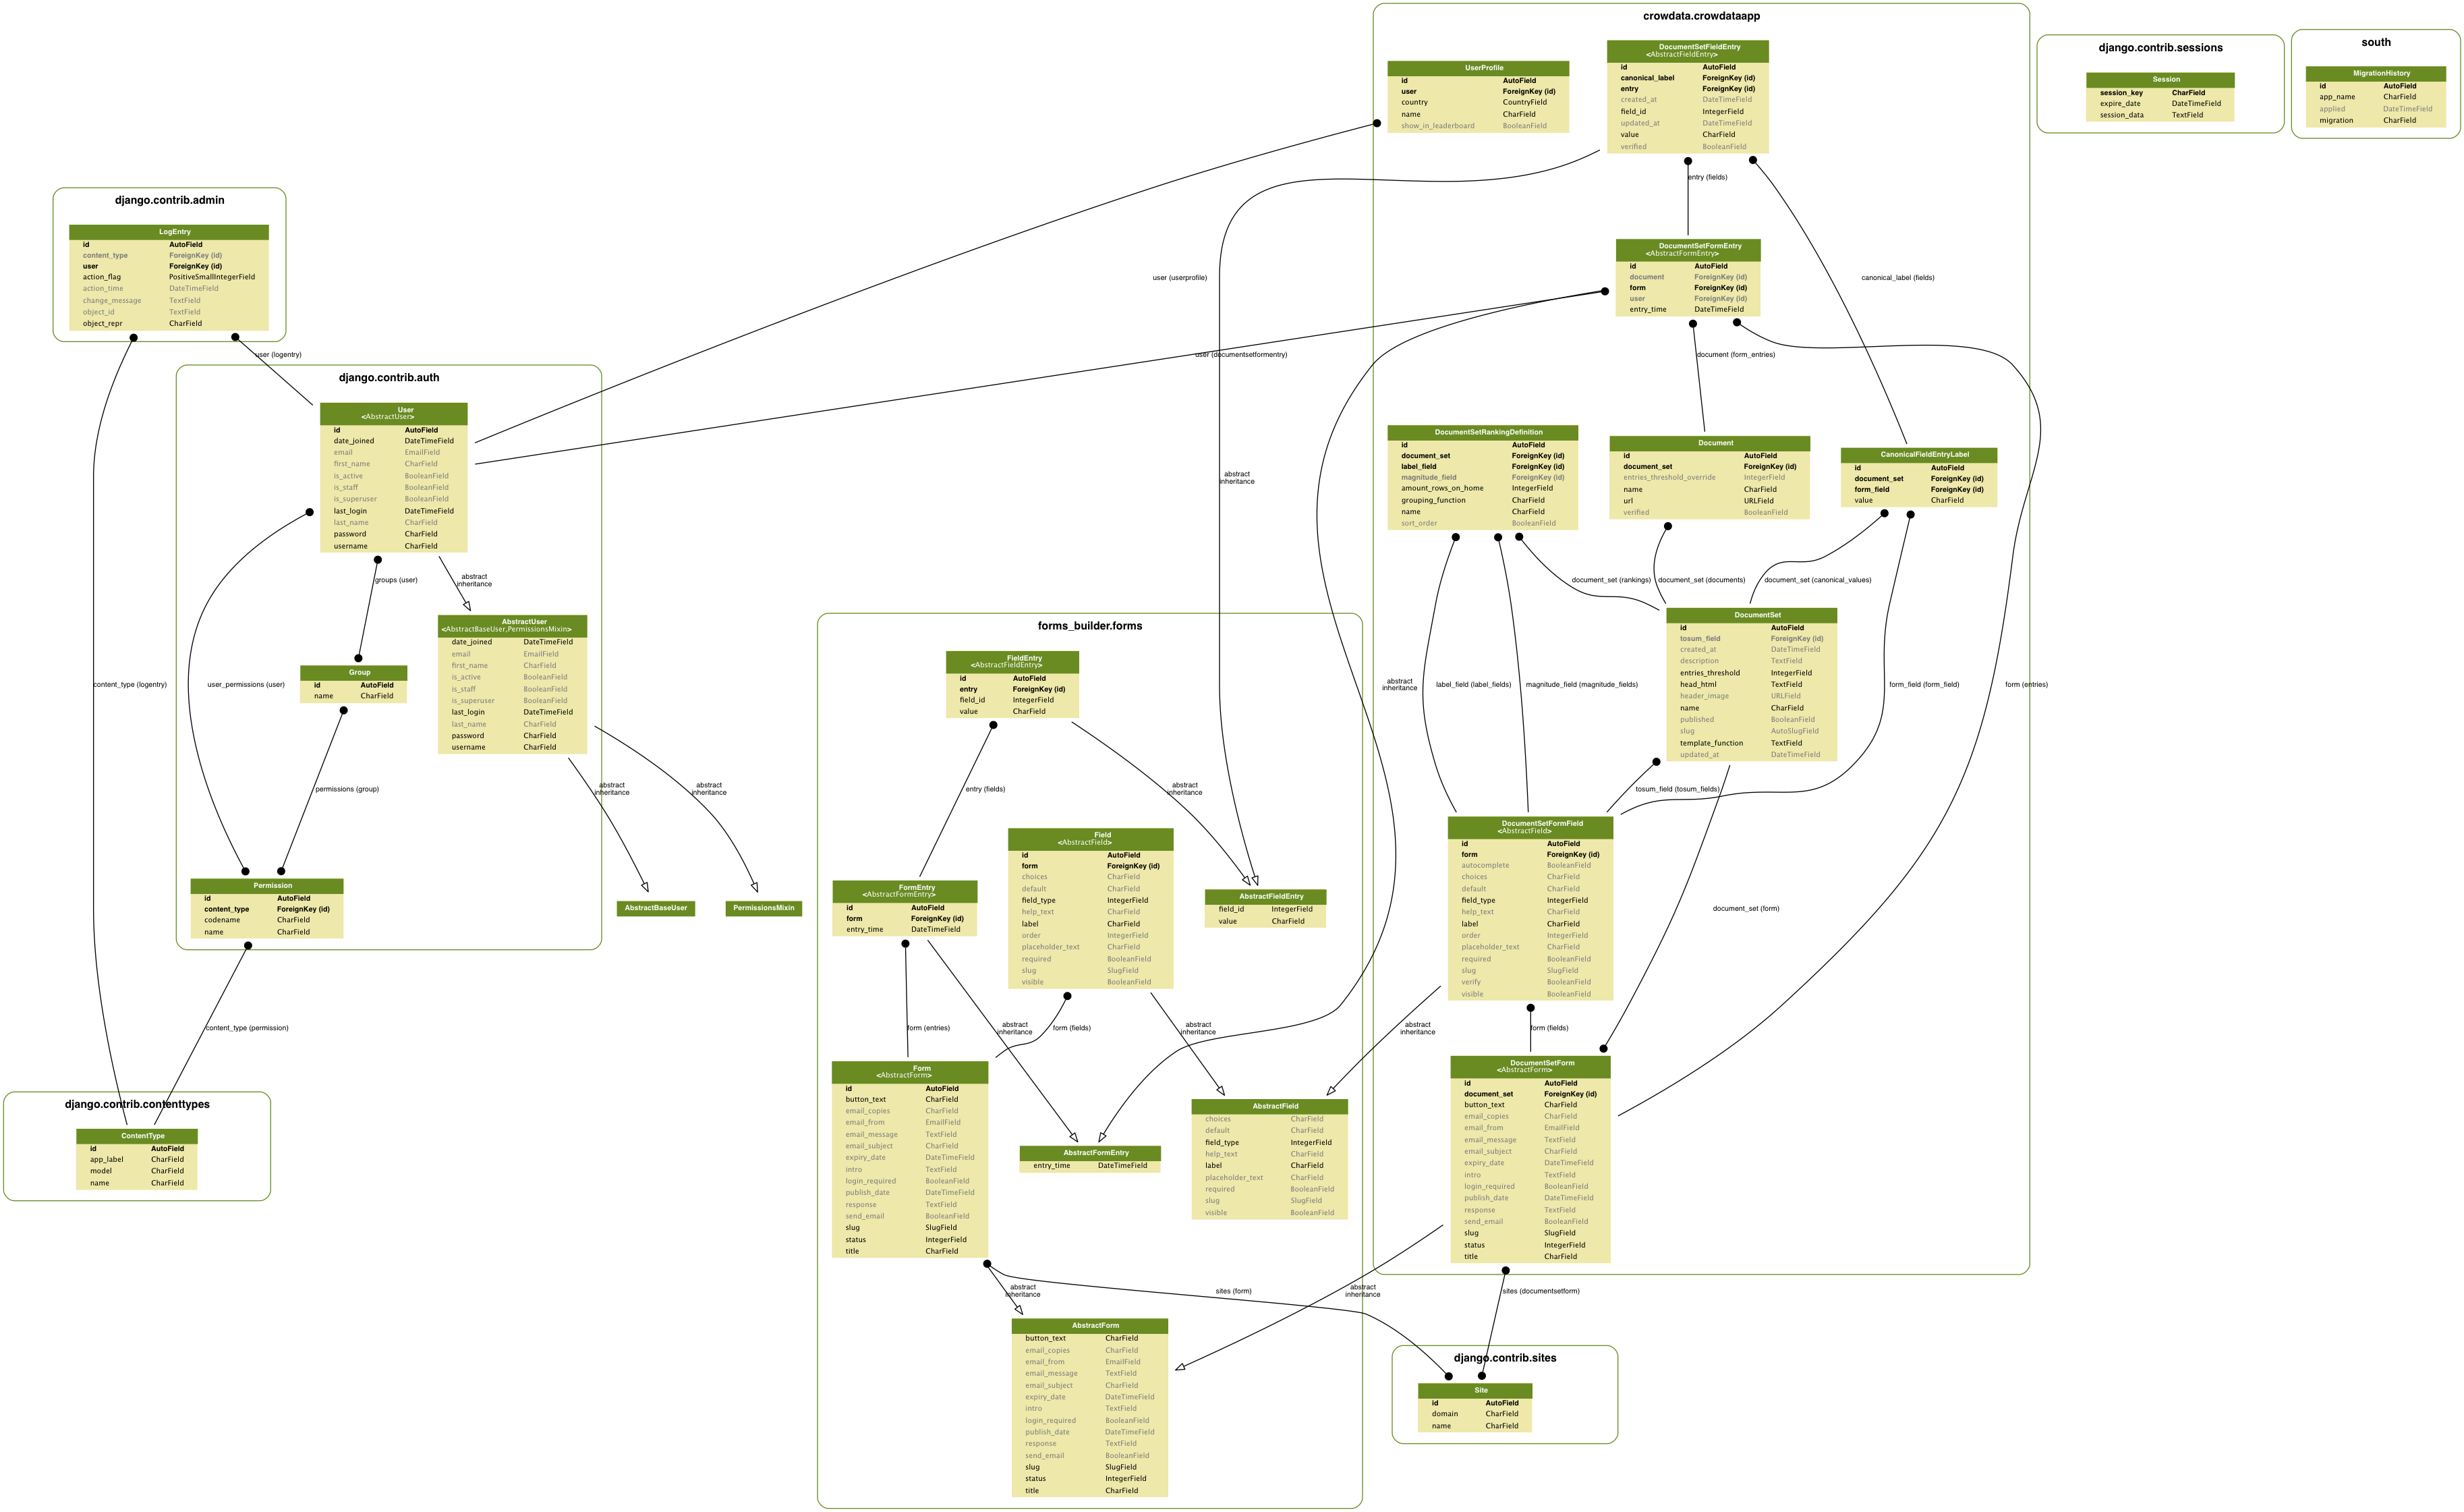 crowdata.crowdataapp
UserProfile
id AutoField
user ForeignKey (id)
country CountryField
name CharField
show_in_leaderboard BooleanField
DocumentSetFieldEntry
<AbstractFieldEntry>
id AutoField
canonical_label ForeignKey (id)
entry ForeignKey (id)
created_at DateTimeField
field_id IntegerField
updated_at DateTimeField
value CharField
verified BooleanField
entry (fields)
DocumentSetFormEntry
<AbstractFormEntry>
id AutoField
document ForeignKey (id)
form ForeignKey (id)
user ForeignKey (id)
entry_time DateTimeField
canonical_label (fields)
document (form_entries)
DocumentSetRankingDefinition
id AutoField
document_set ForeignKey (id)
label_field ForeignKey (id)
magnitude_field ForeignKey (id)
amount_rows_on_home IntegerField
grouping_function CharField
name CharField
sort_order BooleanField
Document
id AutoField
document_set ForeignKey (id)
entries_threshold_override IntegerField
name CharField
url URLField
verified BooleanField
CanonicalFieldEntryLabel
id AutoField
document_set ForeignKey (id)
form_field ForeignKey (id)
value CharField
document_set (rankings)
document_set (documents)
document_set (canonical_values)
DocumentSet
id AutoField
tosum_field ForeignKey (id)
created_at DateTimeField
description TextField
entries_threshold IntegerField
head_html TextField
header_image URLField
name CharField
published BooleanField
slug AutoSlugField
template_function TextField
updated_at DateTimeField
abstract
inheritance
label_field (label_fields)
magnitude_field (magnitude_fields)
form_field (form_field)
form (entries)
tosum_field (tosum_fields)
DocumentSetFormField
<AbstractField>
id AutoField
form ForeignKey (id)
autocomplete BooleanField
choices CharField
default CharField
field_type IntegerField
help_text CharField
label CharField
order IntegerField
placeholder_text CharField
required BooleanField
slug SlugField
verify BooleanField
visible BooleanField
document_set (form)
abstract
inheritance
form (fields)
DocumentSetForm
<AbstractForm>
id AutoField
document_set ForeignKey (id)
button_text CharField
email_copies CharField
email_from EmailField
email_message TextField
email_subject CharField
expiry_date DateTimeField
intro TextField
login_required BooleanField
publish_date DateTimeField
response TextField
send_email BooleanField
slug SlugField
status IntegerField
title CharField
django.contrib.sessions
Session
session_key CharField
expire_date DateTimeField
session_data TextField
south
MigrationHistory
id AutoField
app_name CharField
applied DateTimeField
migration CharField
django.contrib.admin
LogEntry
id AutoField
content_type ForeignKey (id)
user ForeignKey (id)
action_flag PositiveSmallIntegerField
action_time DateTimeField
change_message TextField
object_id TextField
object_repr CharField
user (logentry)
user (userprofile)
user (documentsetformentry)
abstract
inheritance
django.contrib.auth
User
<AbstractUser>
id AutoField
date_joined DateTimeField
email EmailField
first_name CharField
is_active BooleanField
is_staff BooleanField
is_superuser BooleanField
last_login DateTimeField
last_name CharField
password CharField
username CharField
groups (user)
abstract
inheritance
AbstractUser
<AbstractBaseUser,PermissionsMixin>
date_joined DateTimeField
email EmailField
first_name CharField
is_active BooleanField
is_staff BooleanField
is_superuser BooleanField
last_login DateTimeField
last_name CharField
password CharField
username CharField
Group
id AutoField
name CharField
content_type (logentry)
user_permissions (user)
permissions (group)
abstract
inheritance
abstract
inheritance
Permission
id AutoField
content_type ForeignKey (id)
codename CharField
name CharField
AbstractBaseUser
PermissionsMixin
content_type (permission)
django.contrib.contenttypes
ContentType
id AutoField
app_label CharField
model CharField
name CharField
forms_builder.forms
FieldEntry
<AbstractFieldEntry>
id AutoField
entry ForeignKey (id)
field_id IntegerField
value CharField
entry (fields)
abstract
inheritance
Field
<AbstractField>
id AutoField
form ForeignKey (id)
choices CharField
default CharField
field_type IntegerField
help_text CharField
label CharField
order IntegerField
placeholder_text CharField
required BooleanField
slug SlugField
visible BooleanField
FormEntry
<AbstractFormEntry>
id AutoField
form ForeignKey (id)
entry_time DateTimeField
AbstractFieldEntry
field_id IntegerField
value CharField
form (entries)
abstract
inheritance
form (fields)
abstract
inheritance
Form
<AbstractForm>
id AutoField
button_text CharField
email_copies CharField
email_from EmailField
email_message TextField
email_subject CharField
expiry_date DateTimeField
intro TextField
login_required BooleanField
publish_date DateTimeField
response TextField
send_email BooleanField
slug SlugField
status IntegerField
title CharField
AbstractFormEntry
entry_time DateTimeField
AbstractField
choices CharField
default CharField
field_type IntegerField
help_text CharField
label CharField
placeholder_text CharField
required BooleanField
slug SlugField
visible BooleanField
abstract
inheritance
sites (form)
abstract
inheritance
sites (documentsetform)
AbstractForm
button_text CharField
email_copies CharField
email_from EmailField
email_message TextField
email_subject CharField
expiry_date DateTimeField
intro TextField
login_required BooleanField
publish_date DateTimeField
response TextField
send_email BooleanField
slug SlugField
status IntegerField
title CharField
django.contrib.sites
Site
id AutoField
domain CharField
name CharField